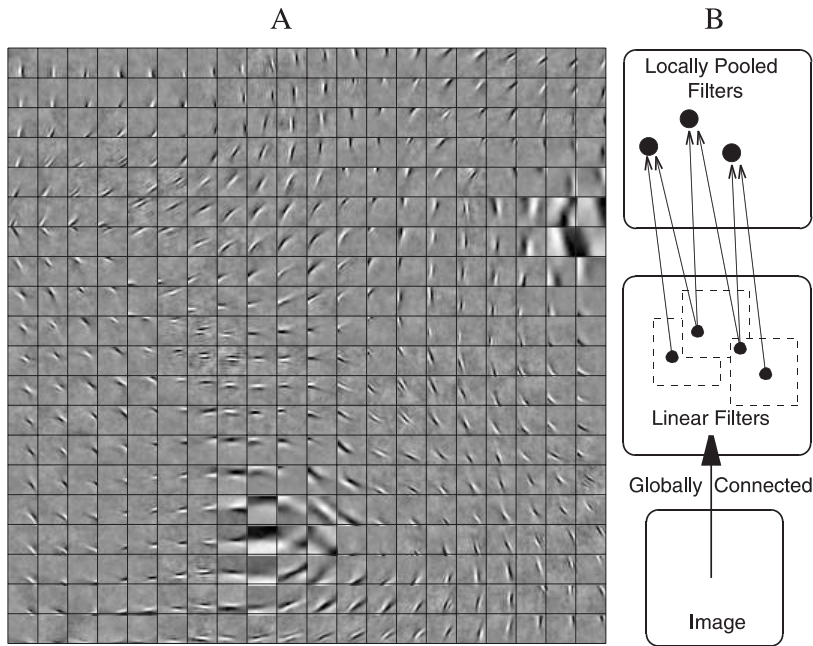 A
B
Locally Pooled
Filters
Linear Filters
Globally Connected
Image